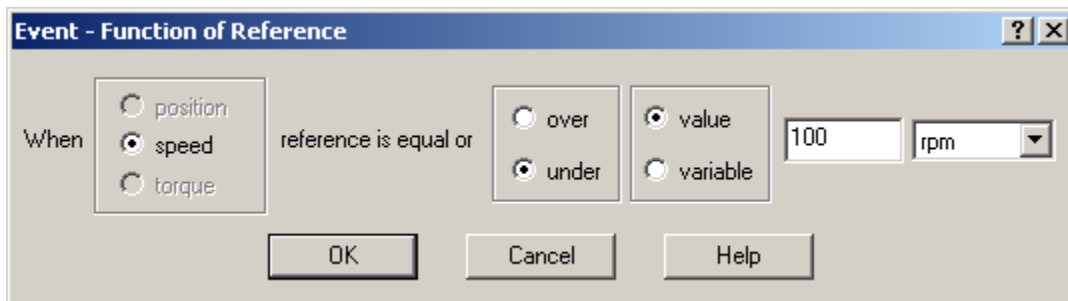 Event - Function of Reference
When
position
speed
torque
reference is equal or
over
under
value
variable
100
rpm
OK
Cancel
Help